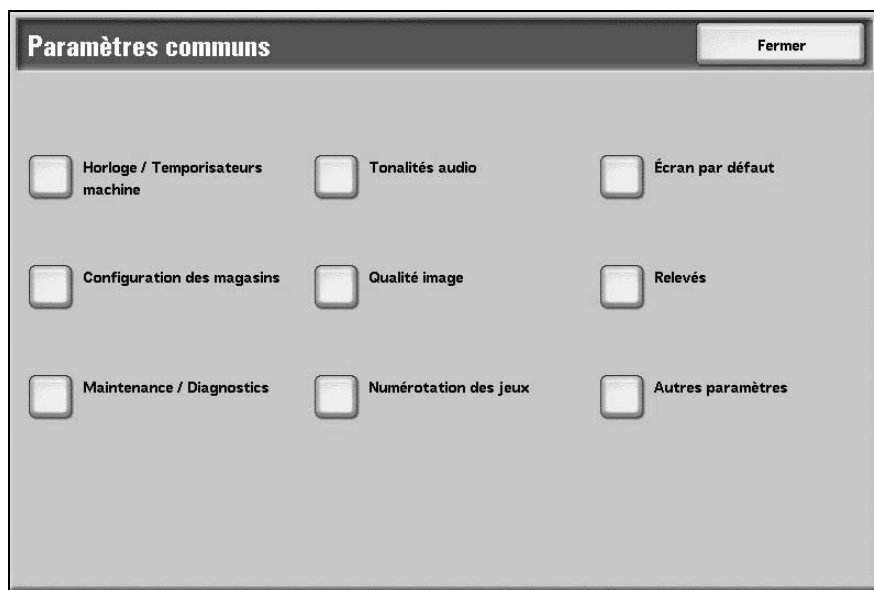 Paramètres communs
Fermer
Horloge / Temporisateurs
machine
Tonalités audio
Écran par défaut
Configuration des magasins
Qualité image
Relevés
Maintenance / Diagnostics
Numérotation des jeux
Autres paramètres